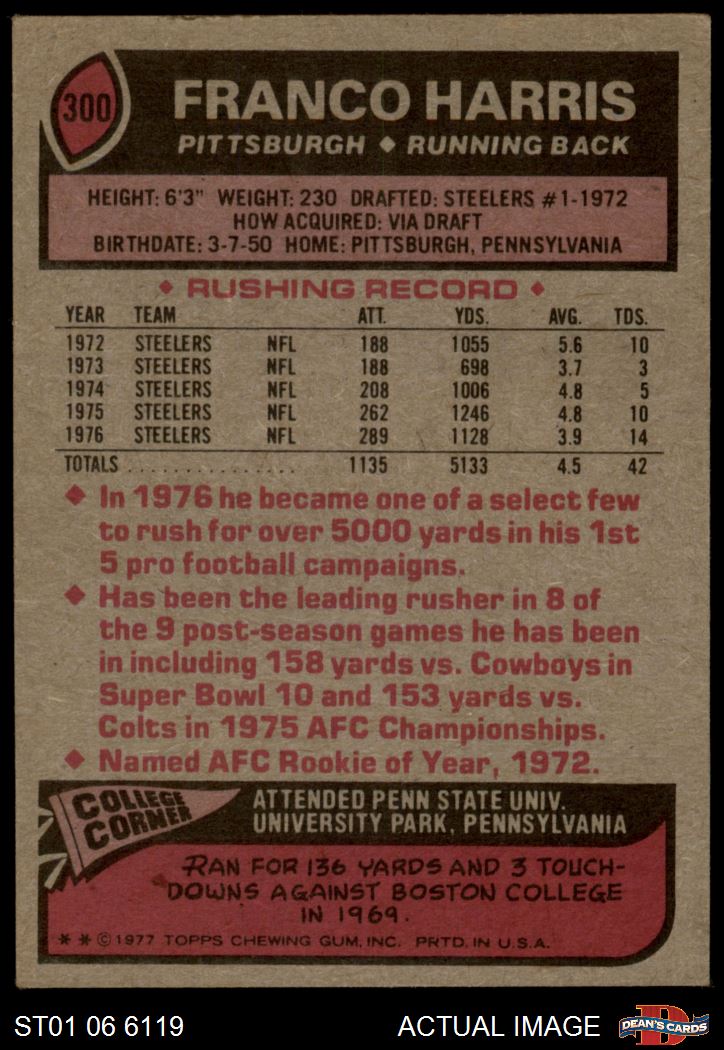 300
FRANCO HARRIS
PITTSBURGH ♦ RUNNING BACK
HEIGHT: 6'3" WEIGHT: 230 DRAFTED: STEELERS #1-1972
HOW ACQUIRED: VIA DRAFT
BIRTHDATE: 3-7-50 HOME: PITTSBURGH, PENNSYLVANIA
♦ RUSHING RECORD ♦
YEAR TEAM ATT. YDS. AVG. TDS.
1972 STEELERS NFL 188 1055 5.6 10
1973 STEELERS NFL 188 698 3.7 3
1974 STEELERS NFL 208 1006 4.8 5
1975 STEELERS NFL 262 1246 4.8 10
1976 STEELERS NFL 289 1128 3.9 14
TOTALS . . . . . . . . . . . . . . . 1135 5133 4.5 42
♦ In 1976 he became one of a select few
to rush for over 5000 yards in his 1st
5 pro football campaigns.
♦ Has been the leading rusher in 8 of
the 9 post-season games he has been
in including 158 yards vs. Cowboys in
Super Bowl 10 and 153 yards vs.
Colts in 1975 AFC Championships.
♦ Named AFC Rookie of Year, 1972.
COLLEGE
CORNER
ATTENDED PENN STATE UNIV.
UNIVERSITY PARK, PENNSYLVANIA
RAN FOR 136 YARDS AND 3 TOUCH-
DOWNS AGAINST BOSTON COLLEGE
IN 1969.
* * © 1977 TOPPS CHEWING GUM, INC. PRTD. IN U.S.A.
ST01 06 6119 ACTUAL IMAGE
D
DEAN'S CARDS